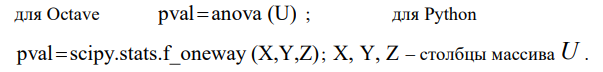 для Octave pval=anova (U) ; для Python
pval=scipy.stats.f_oneway (X,Y,Z); X, Y, Z – столбцы массива U .